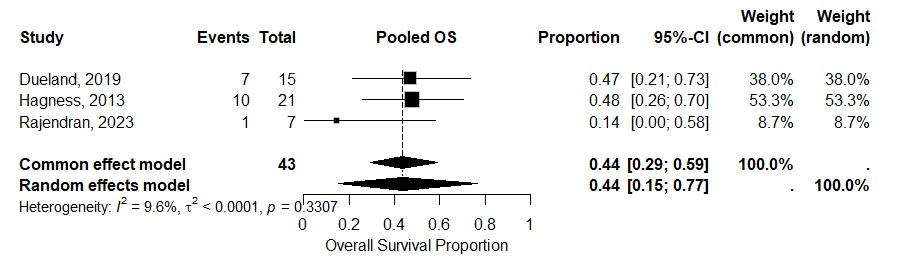 Weight Weight
Study Events Total Pooled OS Proportion 95%-CI (common) (random)
Dueland, 2019 7 15 0.47 [0.21; 0.73] 38.0% 38.0%
Hagness, 2013 10 21 0.48 [0.26; 0.70] 53.3% 53.3%
Rajendran, 2023 1 7 0.14 [0.00; 0.58] 8.7% 8.7%
Common effect model 43 0.44 [0.29; 0.59] 100.0% .
Random effects model 0.44 [0.15; 0.77] . 100.0%
Heterogeneity: I² = 9.6%, τ² < 0.0001, p = 0.3307
0 0.2 0.4 0.6 0.8 1
Overall Survival Proportion